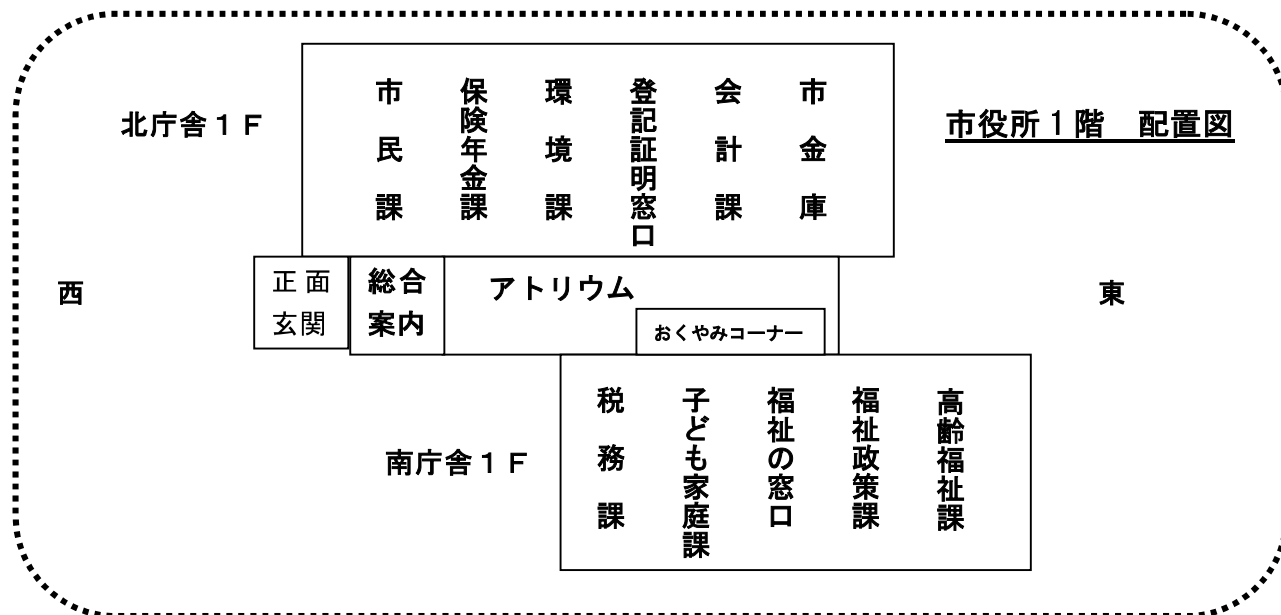 市役所１階　配置図
北庁舎１Ｆ
市民課
保険年金課
環境課
登記証明窓口
会計課
市金庫
西
正面
玄関
総合
案内
アトリウム
おくやみコーナー
東
南庁舎１Ｆ
税務課
子ども家庭課
福祉の窓口
福祉政策課
高齢福祉課